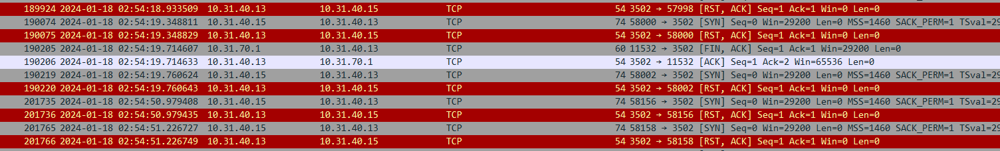 189924 2024-01-18 02:54:18.933509 10.31.40.13 10.31.40.15 TCP 54 3502 → 57998 [RST, ACK] Seq=1 Ack=1 Win=0 Len=0
190074 2024-01-18 02:54:19.348811 10.31.40.15 10.31.40.13 TCP 74 58000 → 3502 [SYN] Seq=0 Win=29200 Len=0 MSS=1460 SACK_PERM=1 TSval=29
190075 2024-01-18 02:54:19.348829 10.31.40.13 10.31.40.15 TCP 54 3502 → 58000 [RST, ACK] Seq=1 Ack=1 Win=0 Len=0
190205 2024-01-18 02:54:19.714607 10.31.70.1 10.31.40.13 TCP 60 11532 → 3502 [FIN, ACK] Seq=1 Ack=1 Win=29200 Len=0
190206 2024-01-18 02:54:19.714633 10.31.40.13 10.31.70.1 TCP 54 3502 → 11532 [ACK] Seq=1 Ack=2 Win=65536 Len=0
190219 2024-01-18 02:54:19.760624 10.31.40.15 10.31.40.13 TCP 74 58002 → 3502 [SYN] Seq=0 Win=29200 Len=0 MSS=1460 SACK_PERM=1 TSval=29
190220 2024-01-18 02:54:19.760643 10.31.40.13 10.31.40.15 TCP 54 3502 → 58002 [RST, ACK] Seq=1 Ack=1 Win=0 Len=0
201735 2024-01-18 02:54:50.979408 10.31.40.15 10.31.40.13 TCP 74 58156 → 3502 [SYN] Seq=0 Win=29200 Len=0 MSS=1460 SACK_PERM=1 TSval=29
201736 2024-01-18 02:54:50.979435 10.31.40.13 10.31.40.15 TCP 54 3502 → 58156 [RST, ACK] Seq=1 Ack=1 Win=0 Len=0
201765 2024-01-18 02:54:51.226727 10.31.40.15 10.31.40.13 TCP 74 58158 → 3502 [SYN] Seq=0 Win=29200 Len=0 MSS=1460 SACK_PERM=1 TSval=29
201766 2024-01-18 02:54:51.226749 10.31.40.13 10.31.40.15 TCP 54 3502 → 58158 [RST, ACK] Seq=1 Ack=1 Win=0 Len=0